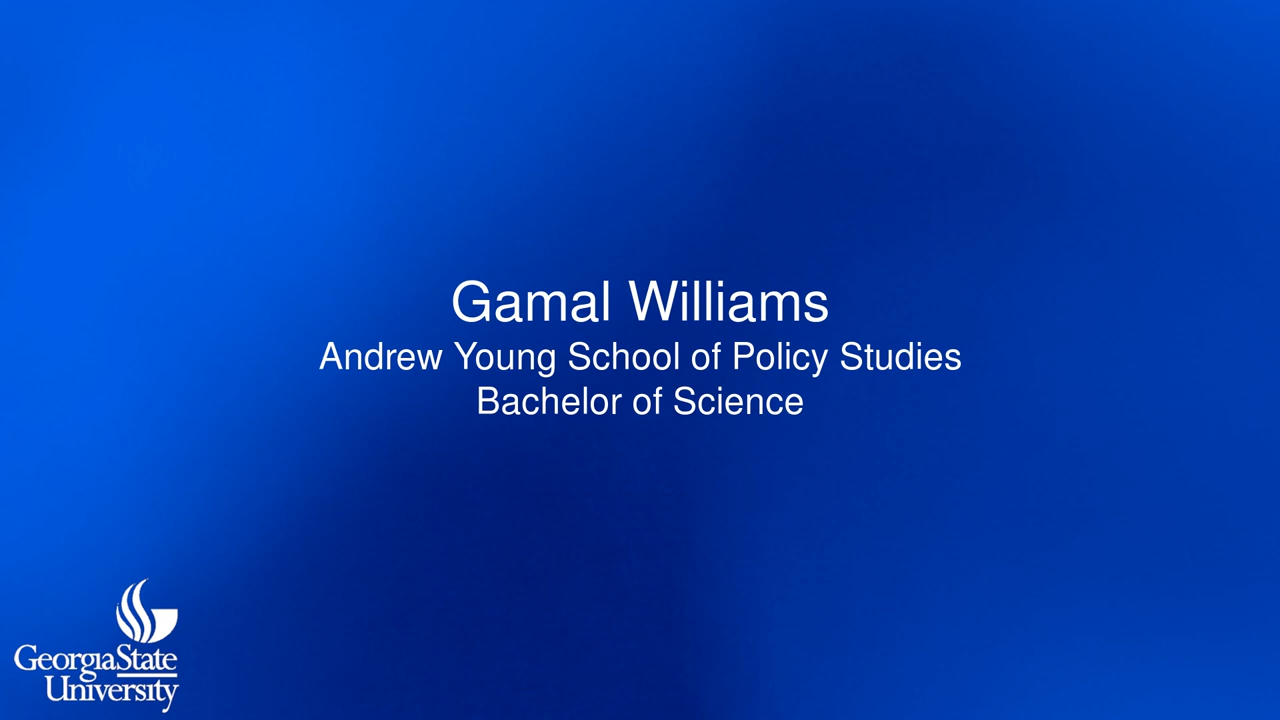 Gamal Williams
Andrew Young School of Policy Studies
Bachelor of Science
GeorgiaState
University